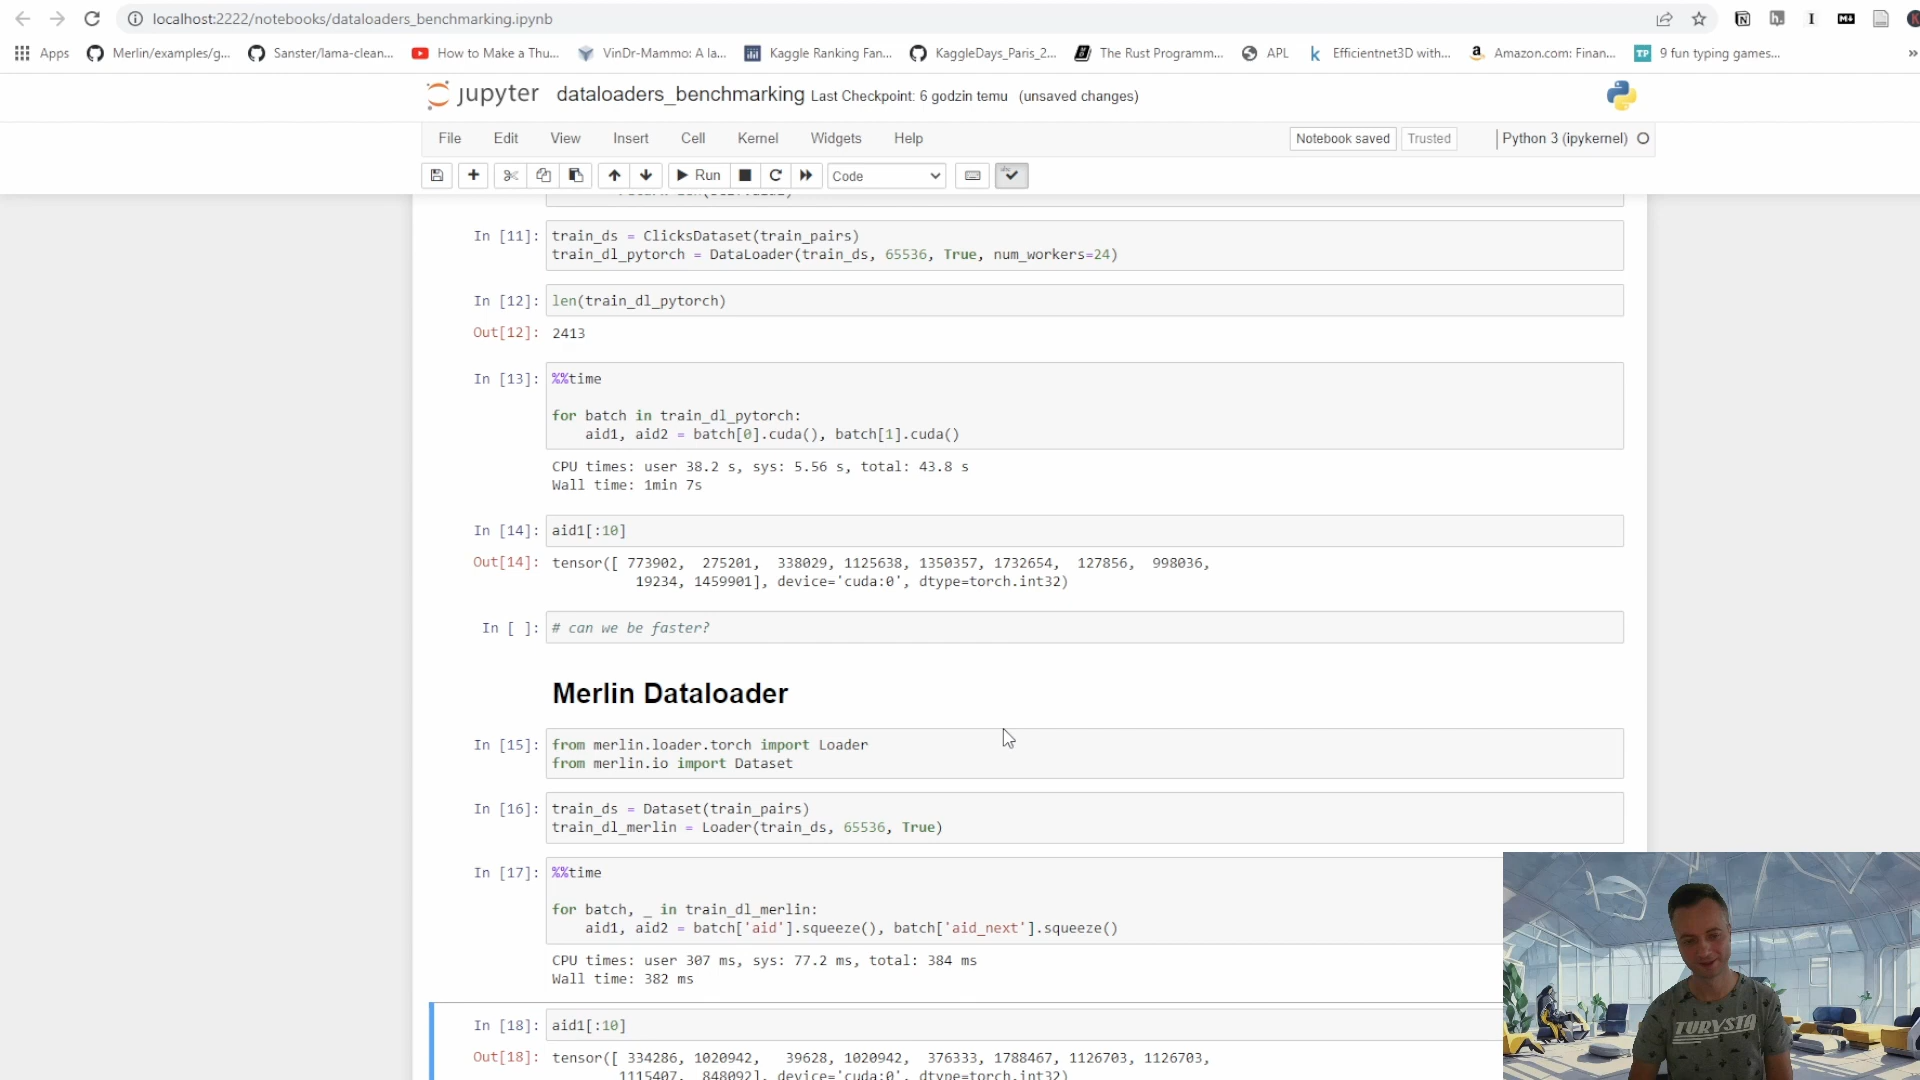 localhost:2222/notebooks/dataloaders_benchmarking.ipynb
Apps Merlin/examples/g... Sanster/lama-clean... How to Make a Thu... VinDr-Mammo: A la... Kaggle Ranking Fan... KaggleDays_Paris_2... The Rust Programm... APL Efficientnet3D with... Amazon.com: Finan... TP 9 fun typing games... »
jupyter dataloaders_benchmarking Last Checkpoint: 6 godzin temu (unsaved changes)
File Edit View Insert Cell Kernel Widgets Help Notebook saved Trusted Python 3 (ipykernel)
Run Code
In [11]: train_ds = ClicksDataset(train_pairs)
train_dl_pytorch = DataLoader(train_ds, 65536, True, num_workers=24)
In [12]: len(train_dl_pytorch)
Out[12]: 2413
In [13]: %%time
for batch in train_dl_pytorch:
aid1, aid2 = batch[0].cuda(), batch[1].cuda()
CPU times: user 38.2 s, sys: 5.56 s, total: 43.8 s
Wall time: 1min 7s
In [14]: aid1[:10]
Out[14]: tensor([ 773902, 275201, 338029, 1125638, 1350357, 1732654, 127856, 998036,
19234, 1459901], device='cuda:0', dtype=torch.int32)
In [ ]: # can we be faster?
Merlin Dataloader
In [15]: from merlin.loader.torch import Loader
from merlin.io import Dataset
In [16]: train_ds = Dataset(train_pairs)
train_dl_merlin = Loader(train_ds, 65536, True)
In [17]: %%time
for batch, _ in train_dl_merlin:
aid1, aid2 = batch['aid'].squeeze(), batch['aid_next'].squeeze()
CPU times: user 307 ms, sys: 77.2 ms, total: 384 ms
Wall time: 382 ms
In [18]: aid1[:10]
Out[18]: tensor([ 334286, 1020942, 39628, 1020942, 376333, 1788467, 1126703, 1126703,
1115407, 848092], device='cuda:0', dtype=torch.int32)
TURYSTA